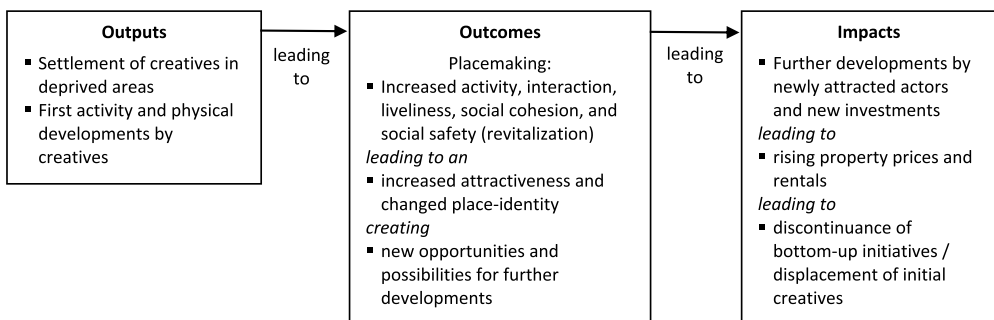 Outputs
▪ Settlement of creatives in
deprived areas
▪ First activity and physical
developments by
creatives
leading
to
Outcomes
Placemaking:
▪ Increased activity, interaction,
liveliness, social cohesion, and
social safety (revitalization)
leading to an
▪ increased attractiveness and
changed place-identity
creating
▪ new opportunities and
possibilities for further
developments
leading
to
Impacts
▪ Further developments by
newly attracted actors
and new investments
leading to
▪ rising property prices and
rentals
leading to
▪ discontinuance of
bottom-up initiatives /
displacement of initial
creatives